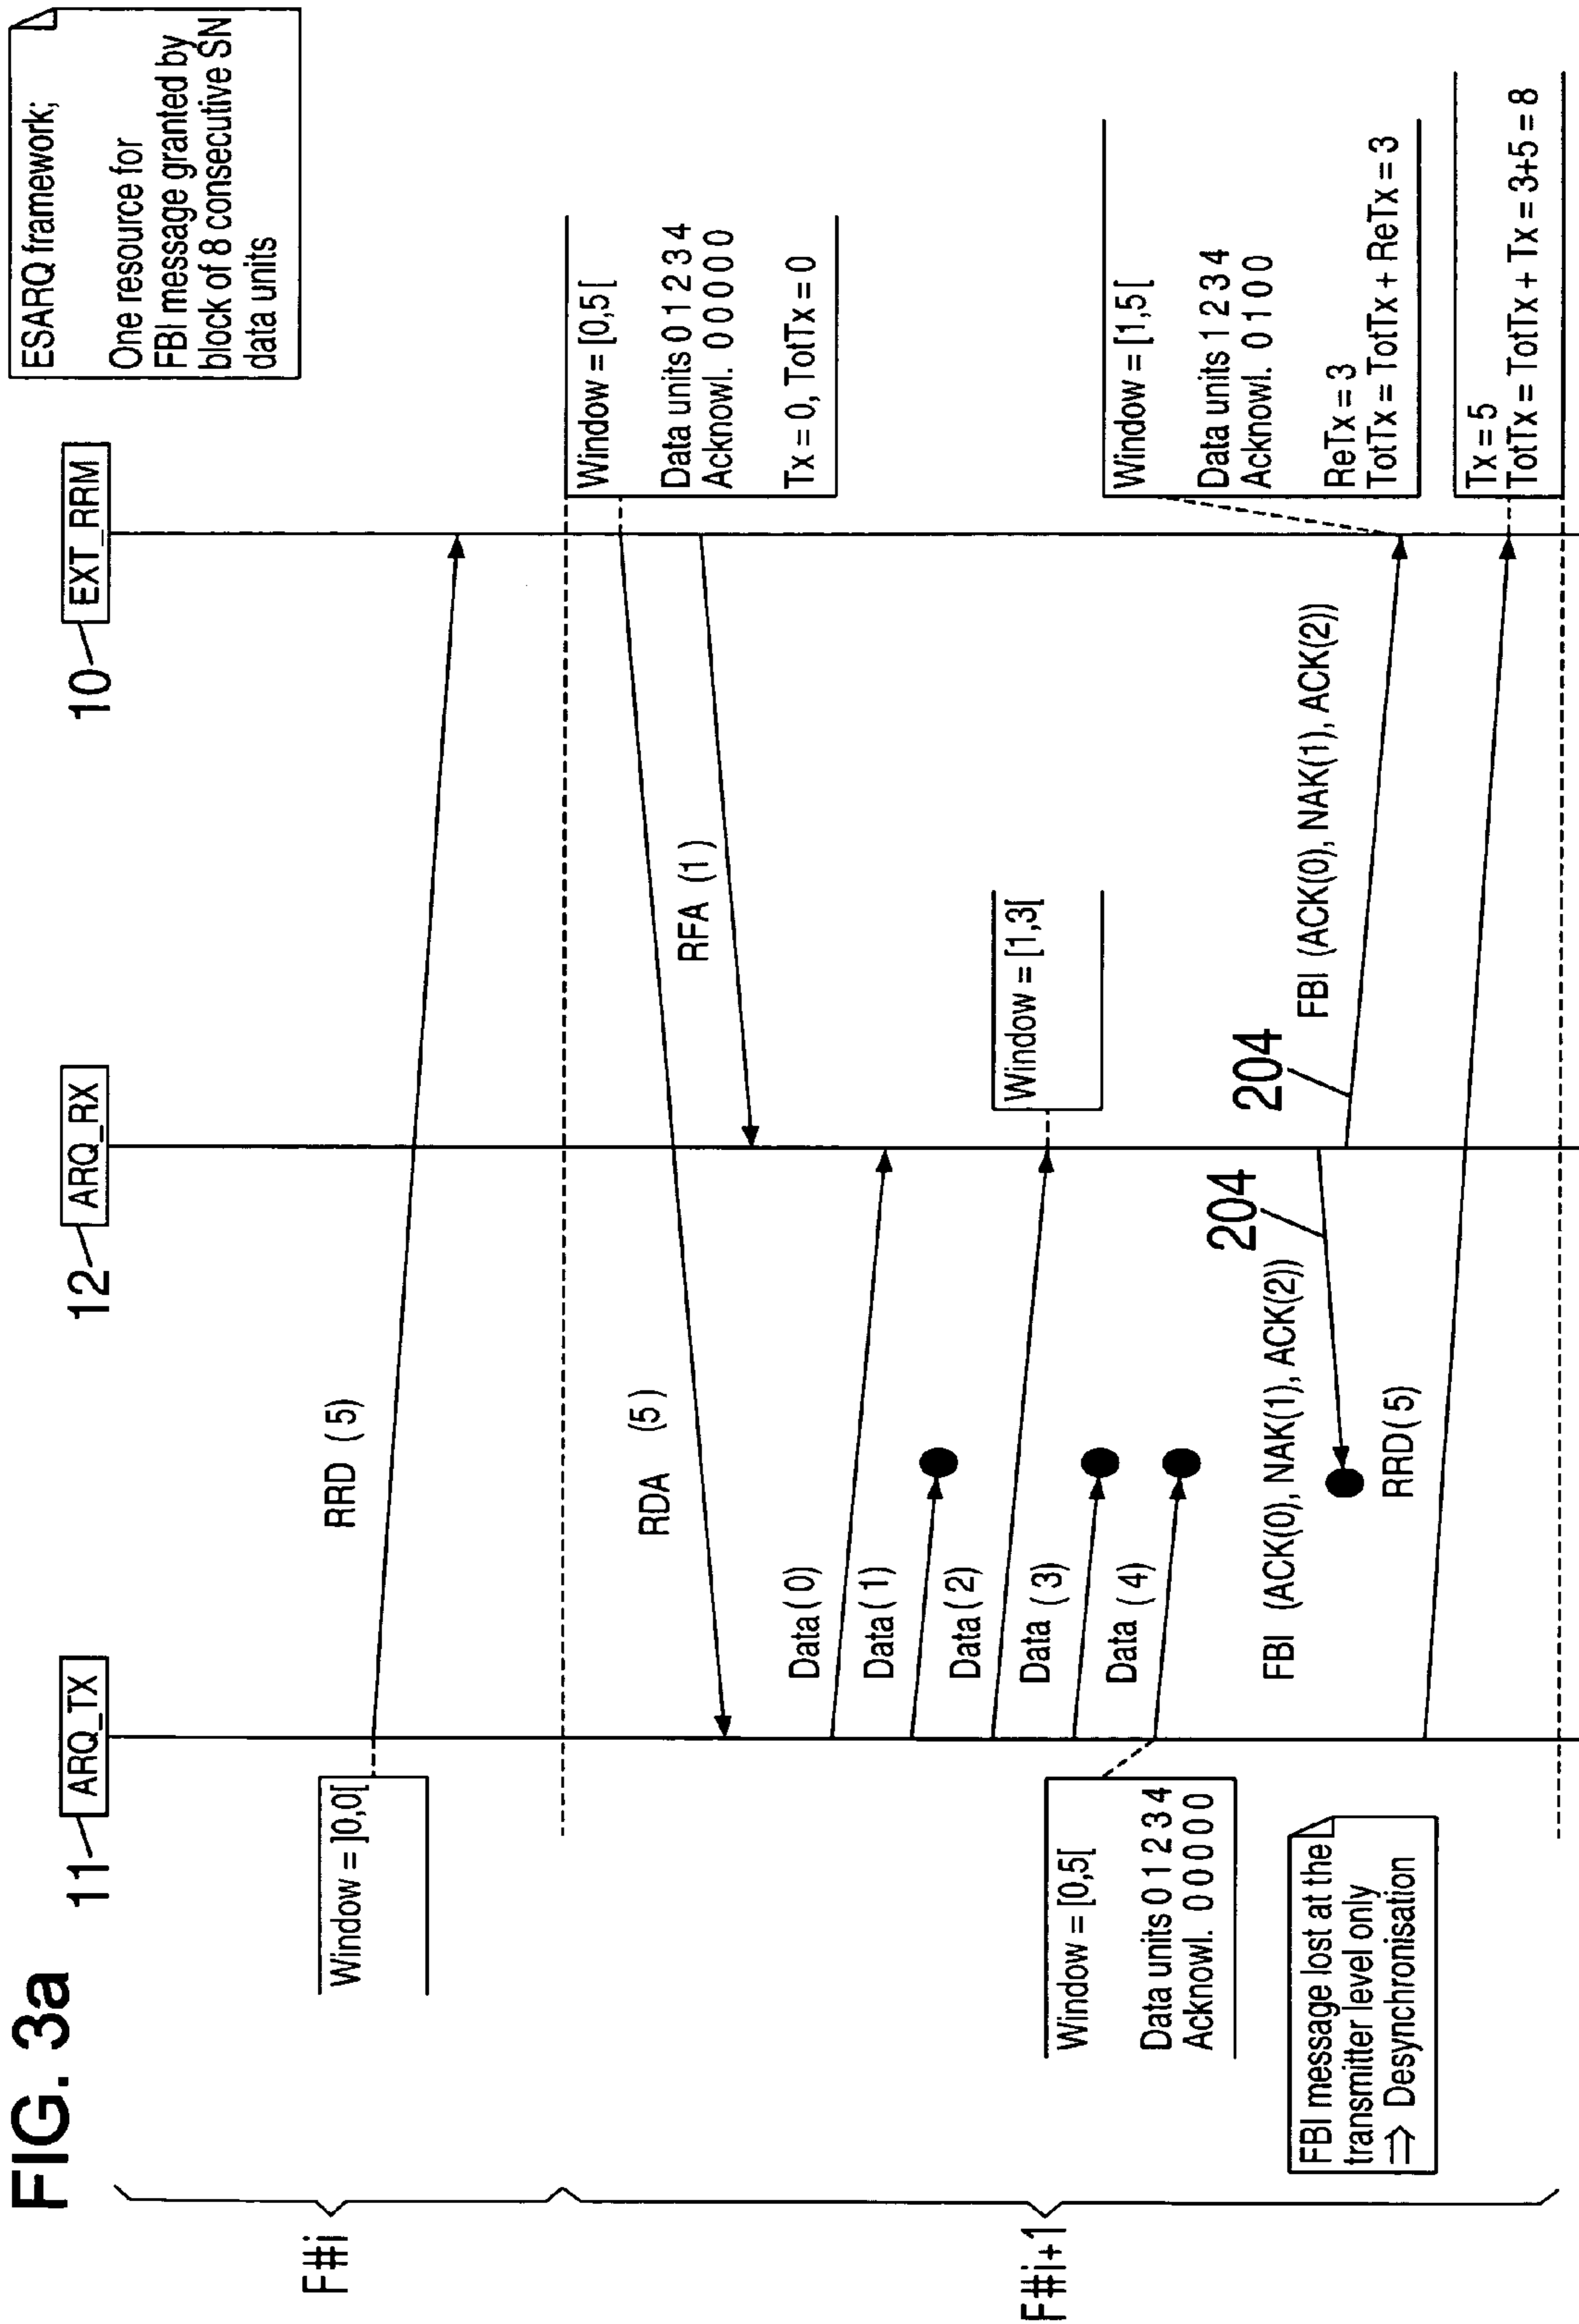 FIG. 3a
ESARQ framework;
One resource for
FBI message granted by
block of 8 consecutive SN
data units
11
ARQ_TX
12
ARQ_RX
10
EXT_RRM
F#i
Window = ]0,0[
RRD (5)
F#i+1
Window = [0,5[
Data units 0 1 2 3 4
Acknowl. 0 0 0 0 0
Tx = 0, TotTx = 0
RDA (5)
RFA (1)
Data(0)
Data(1)
Data(2)
Data (3)
Data (4)
Window = [1,3[
Window = [0,5[
Data units 0 1 2 3 4
Acknowl. 0 0 0 0 0
Window = [1,5[
Data units 1 2 3 4
Acknowl. 0 1 0 0
ReTx = 3
TotTx = TotTx + ReTx = 3
204
FBI (ACK(0), NAK(1), ACK(2))
204
FBI (ACK(0), NAK(1), ACK(2))
FBI message lost at the
transmitter level only
⇒ Desynchronisation
RRD(5)
Tx = 5
TotTx = TotTx + Tx = 3+5 = 8